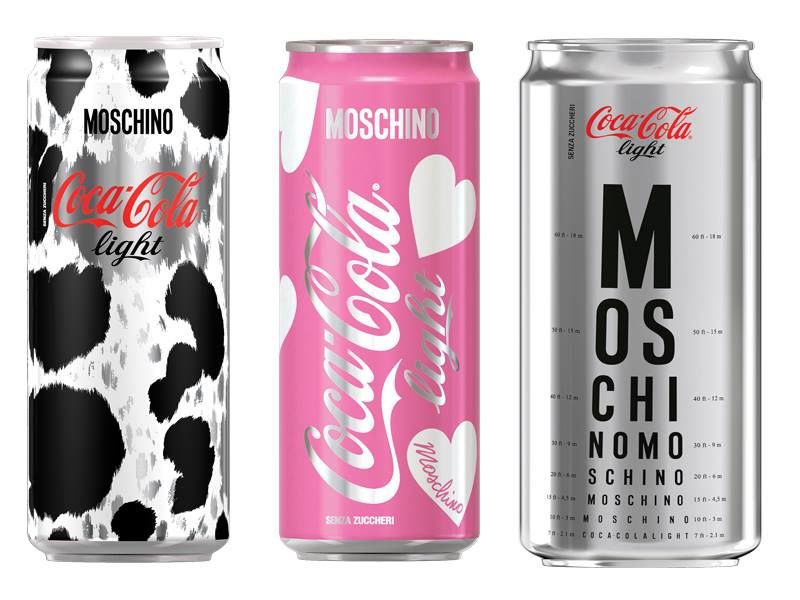 MOSCHINO
SENZA ZUCCHERI
Coca-Cola
light
MOSCHINO
Coca-Cola®
light
Moschino
SENZA ZUCCHERI
SENZA ZUCCHERI
Coca-Cola®
light
M
60 ft - 18 m 60 ft - 18 m
OS
50 ft - 15 m 50 ft - 15 m
CHI
40 ft - 12 m 40 ft - 12 m
NOMO
30 ft - 9 m 30 ft - 9 m
SCHINO
20 ft - 6 m 20 ft - 6 m
MOSCHINO
15 ft - 4,5 m 15 ft - 4,5 m
MOSCHINO
10 ft - 3 m 10 ft - 3 m
COCA-COLALIGHT
7 ft - 2.1 m 7 ft - 2.1 m